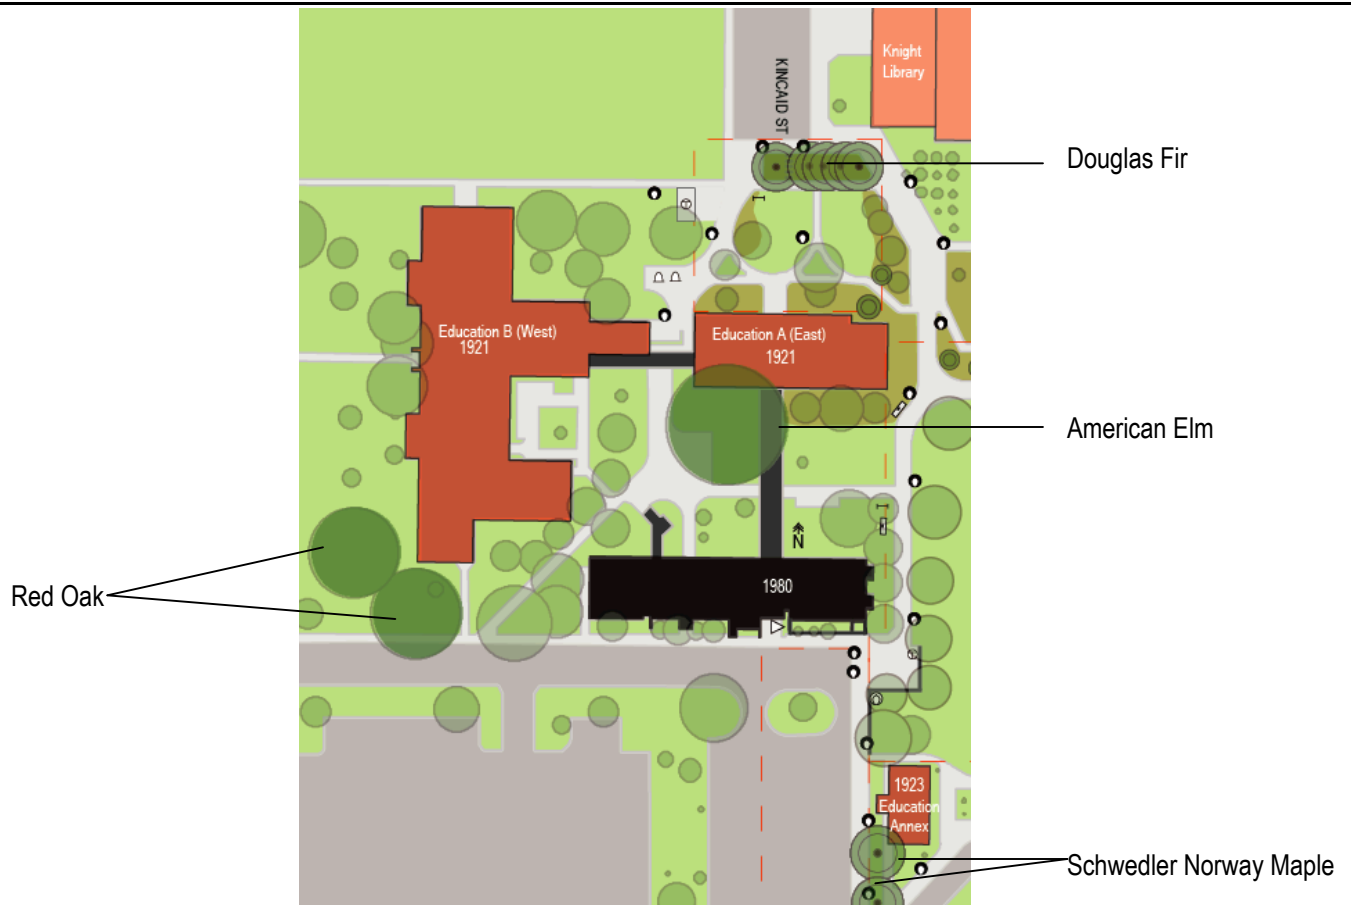 Knight
Library
KINCAID ST
Douglas Fir
Education B (West)
1921
Education A (East)
1921
American Elm
N
1980
Red Oak
1923
Education
Annex
Schwedler Norway Maple